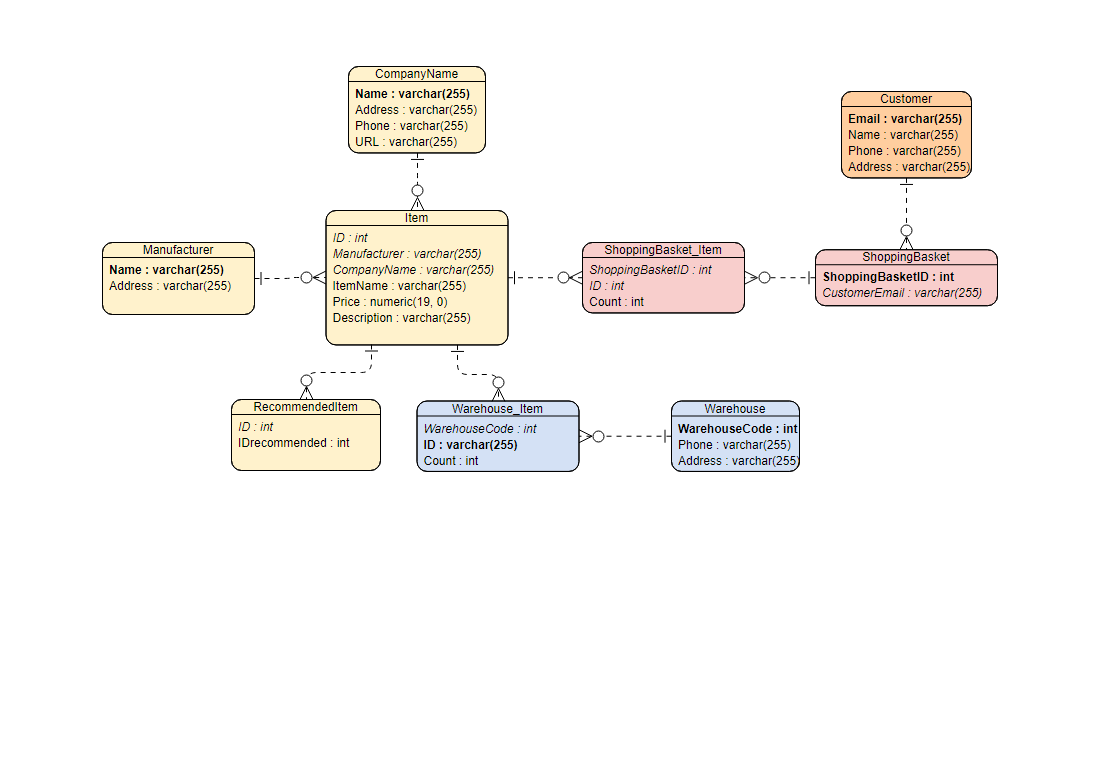 CompanyName
Name : varchar(255)
Address : varchar(255)
Phone : varchar(255)
URL : varchar(255)
Customer
Email : varchar(255)
Name : varchar(255)
Phone : varchar(255)
Address : varchar(255)
Manufacturer
Name : varchar(255)
Address : varchar(255)
Item
ID : int
Manufacturer : varchar(255)
CompanyName : varchar(255)
ItemName : varchar(255)
Price : numeric(19, 0)
Description : varchar(255)
ShoppingBasket_Item
ShoppingBasketID : int
ID : int
Count : int
ShoppingBasket
ShoppingBasketID : int
CustomerEmail : varchar(255)
RecommendedItem
ID : int
IDrecommended : int
Warehouse_Item
WarehouseCode : int
ID : varchar(255)
Count : int
Warehouse
WarehouseCode : int
Phone : varchar(255)
Address : varchar(255)